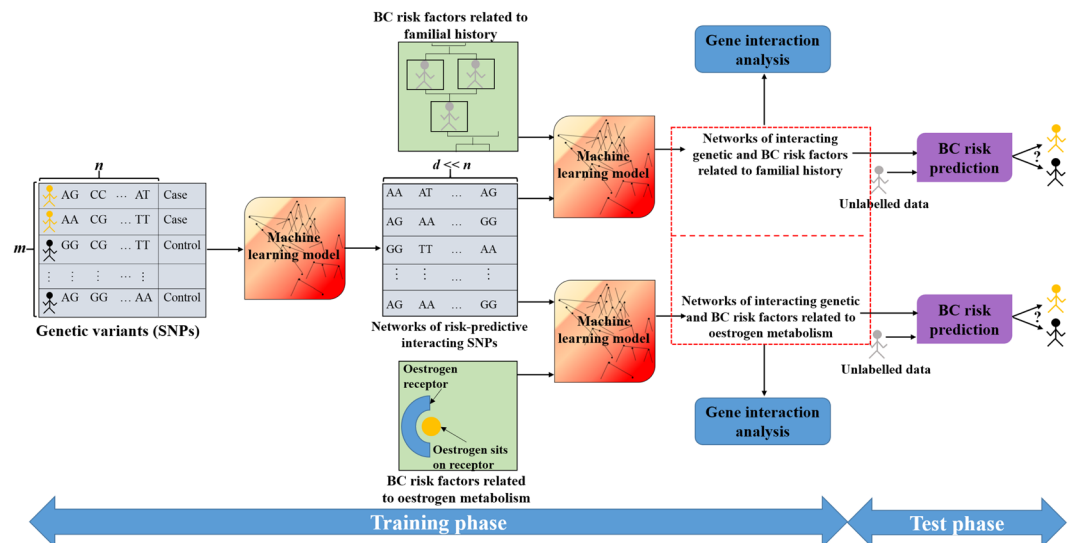 BC risk factors related to
familial history
Gene interaction
analysis
n
m
AG CC … AT Case
AA CG … TT Case
GG CG … TT Control
⋮ ⋮ ⋮ … ⋮
AG GG … AA Control
Genetic variants (SNPs)
Machine
learning model
d << n
AA AT … AG
AG AA … GG
GG TT … AA
⋮ ⋮ … ⋮
AG AA … GG
Networks of risk-predictive
interacting SNPs
Machine
learning model
Networks of interacting
genetic and BC risk factors
related to familial history
Unlabelled data
BC risk
prediction
?
Oestrogen
receptor
Oestrogen sits
on receptor
BC risk factors related
to oestrogen metabolism
Machine
learning model
Networks of interacting genetic
and BC risk factors related to
oestrogen metabolism
Unlabelled data
BC risk
prediction
?
Gene interaction
analysis
Training phase
Test phase